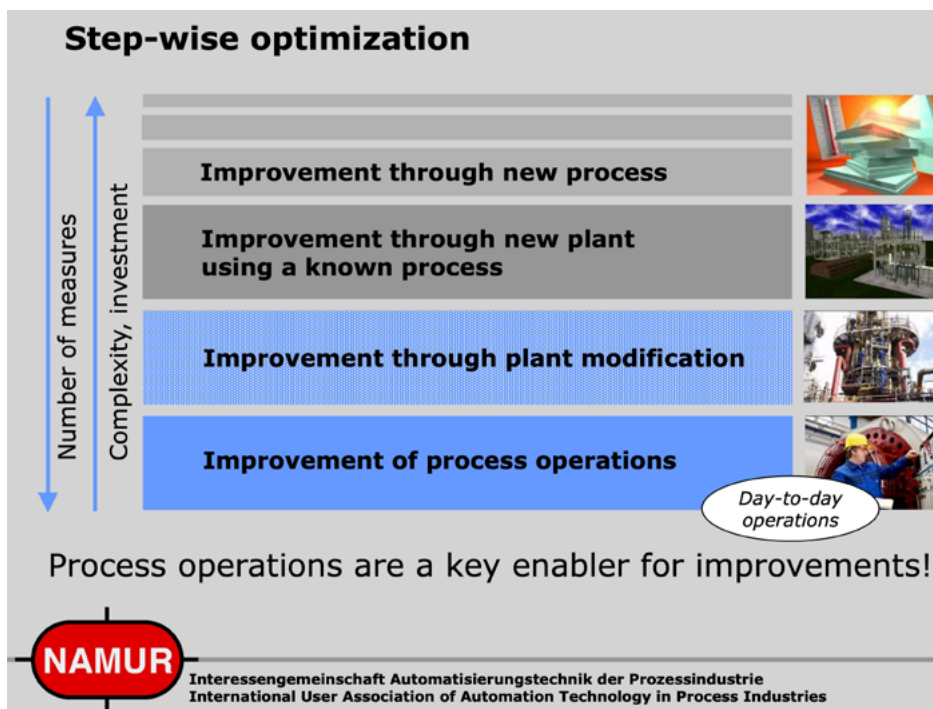 Step-wise optimization
Number of measures
Complexity, investment
Improvement through new process
Improvement through new plant
using a known process
Improvement through plant modification
Improvement of process operations
Day-to-day
operations
Process operations are a key enabler for improvements!
NAMUR
Interessengemeinschaft Automatisierungstechnik der Prozessindustrie
International User Association of Automation Technology in Process Industries